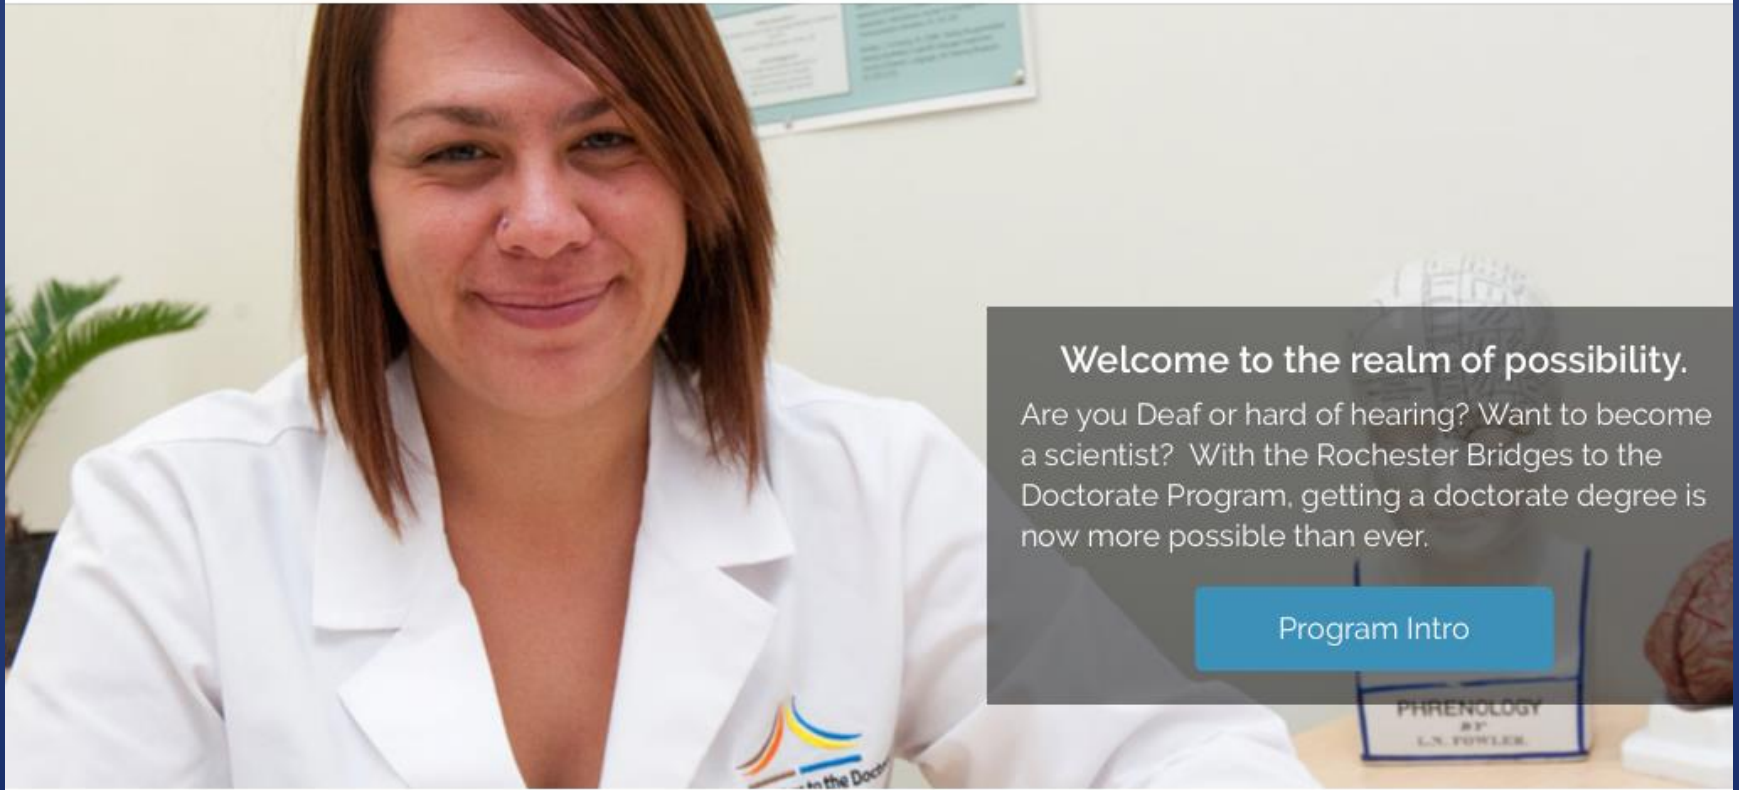 Welcome to the realm of possibility.
Are you Deaf or hard of hearing? Want to become
a scientist? With the Rochester Bridges to the
Doctorate Program, getting a doctorate degree is
now more possible than ever.
Program Intro
PHRENOLOGY
BY
L.N. FOWLER.
to the